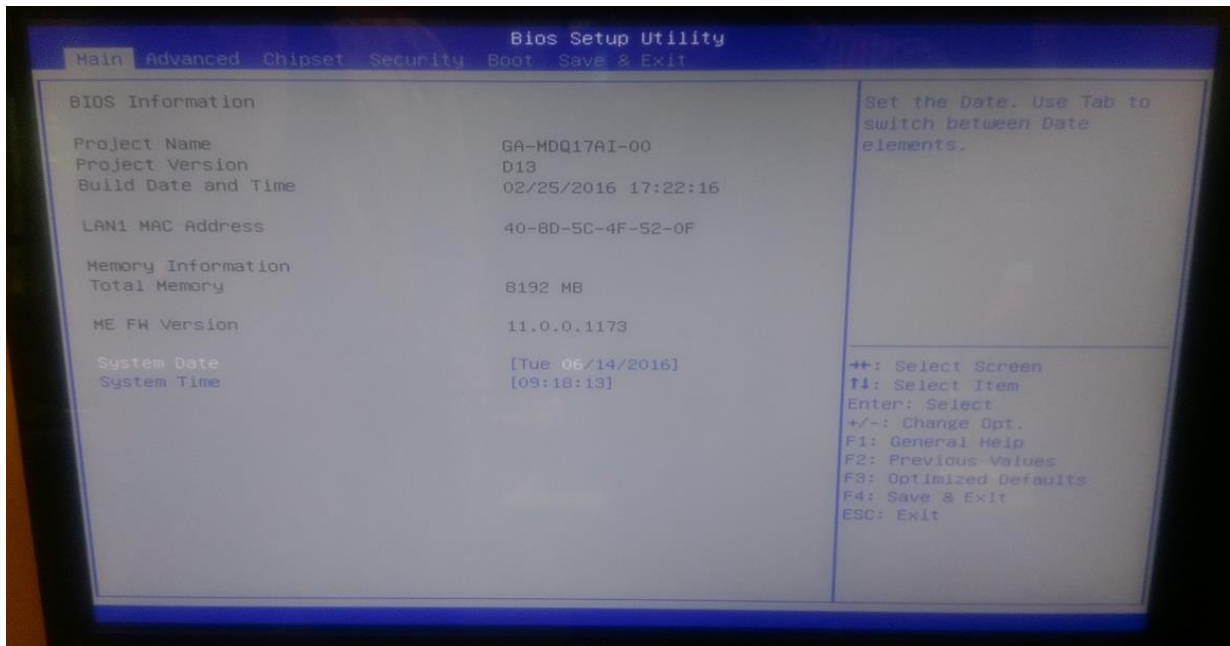 Bios Setup Utility
Main Advanced Chipset Security Boot Save & Exit
BIOS Information
Project Name GA-MDQ17AI-00
Project Version D13
Build Date and Time 02/25/2016 17:22:16
LAN1 MAC Address 40-8D-5C-4F-52-0F
Memory Information
Total Memory 8192 MB
ME FW Version 11.0.0.1173
System Date [Tue 06/14/2016]
System Time [09:18:13]
Set the Date. Use Tab to
switch between Date
elements.
→←: Select Screen
↑↓: Select Item
Enter: Select
+/-: Change Opt.
F1: General Help
F2: Previous Values
F3: Optimized Defaults
F4: Save & Exit
ESC: Exit